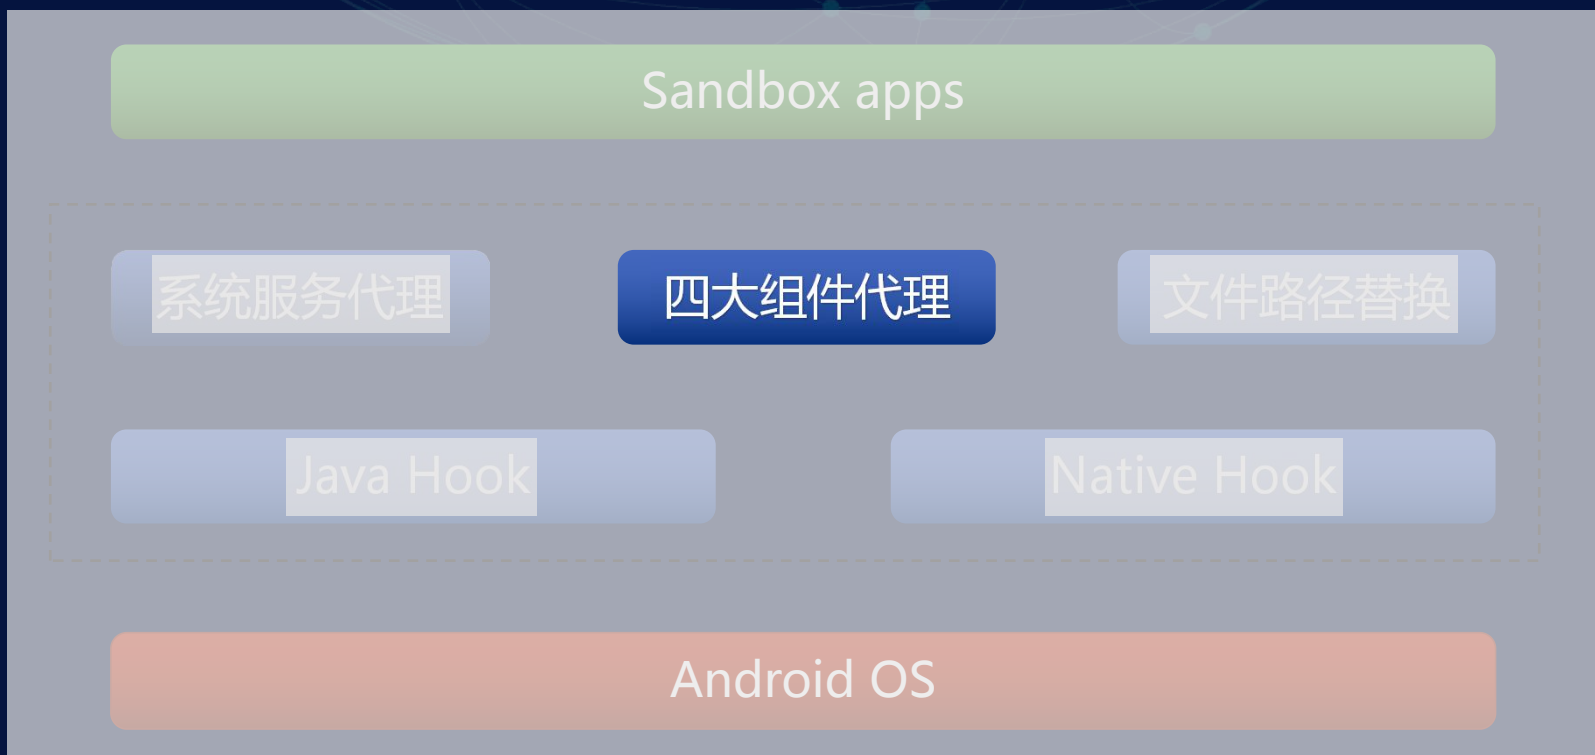 Sandbox apps
系统服务代理
四大组件代理
文件路径替换
Java Hook
Native Hook
Android OS